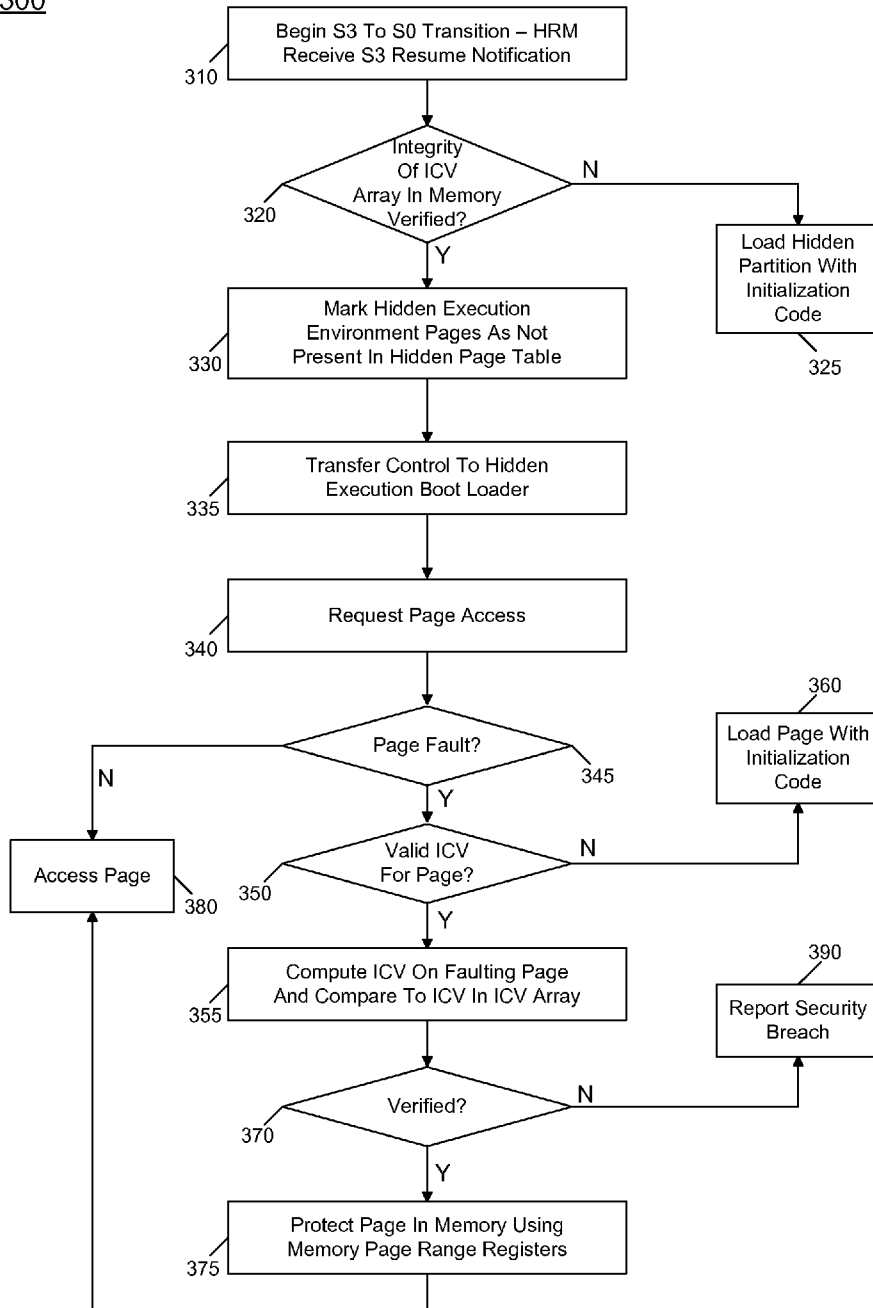 300
Begin S3 To S0 Transition – HRM
Receive S3 Resume Notification
310
Integrity
Of ICV
Array In Memory
Verified?
320
N
Y
Load Hidden
Partition With
Initialization
Code
325
Mark Hidden Execution
Environment Pages As Not
Present In Hidden Page Table
330
Transfer Control To Hidden
Execution Boot Loader
335
Request Page Access
340
360
Load Page With
Initialization
Code
Page Fault?
345
N
Y
Access Page
380
Valid ICV
For Page?
350
N
Y
Compute ICV On Faulting Page
And Compare To ICV In ICV Array
355
390
Report Security
Breach
Verified?
370
N
Y
Protect Page In Memory Using
Memory Page Range Registers
375